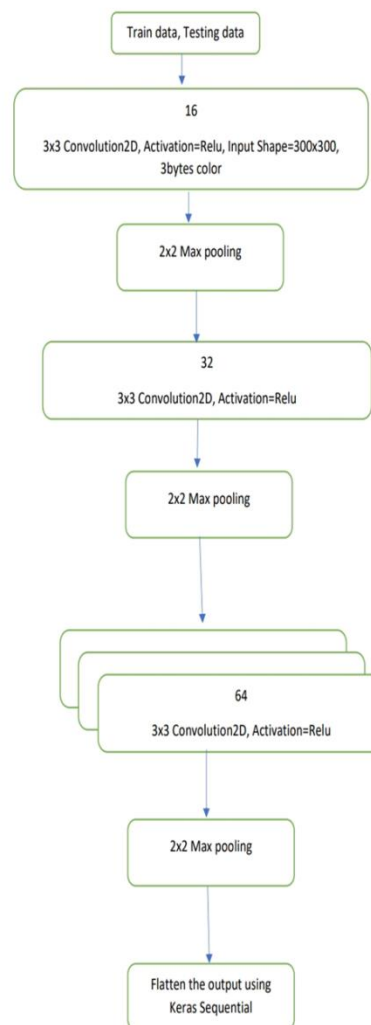 Train data, Testing data
16
3x3 Convolution2D, Activation=Relu, Input Shape=300x300,
3bytes color
2x2 Max pooling
32
3x3 Convolution2D, Activation=Relu
2x2 Max pooling
64
3x3 Convolution2D, Activation=Relu
2x2 Max pooling
Flatten the output using
Keras Sequential